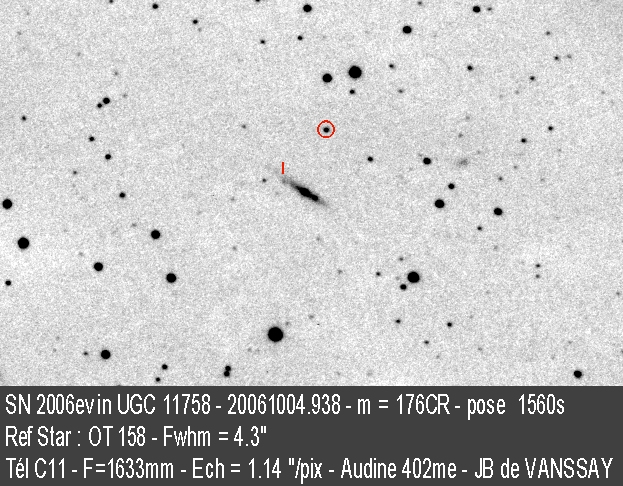 SN 2006ev in UGC 11758 - 20061004.938 - m = 176CR - pose 1560s
Ref Star : OT 158 - Fwhm = 4.3"
Tél C11 - F=1633mm - Ech = 1.14 "/pix - Audine 402me - JB de VANSSAY